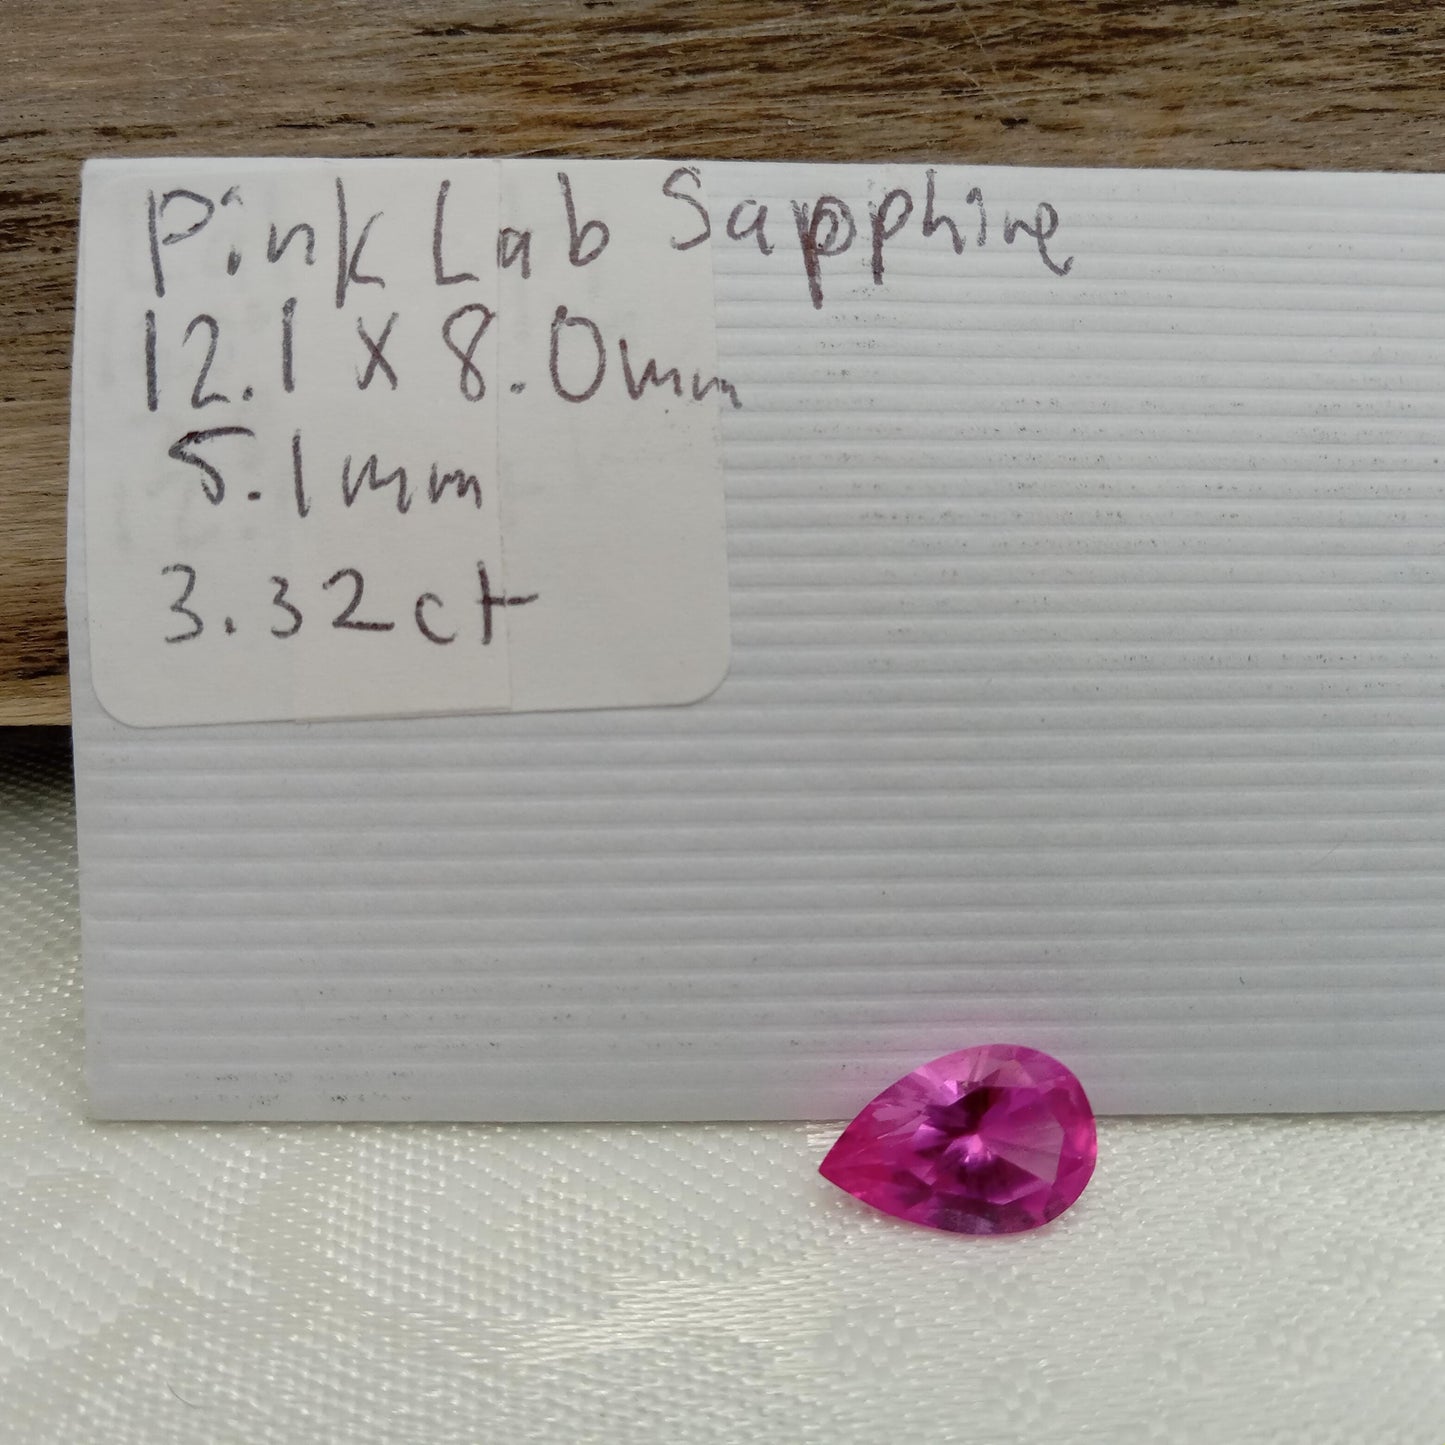 Pink Lab Sapphire
12.1 x 8.0mm
5.1mm
3.32ct